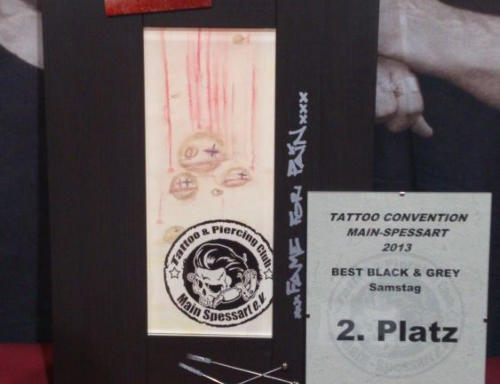 Tattoo & Piercing Club
Main Spessart e.V.
xxx FAME FOR PAIN xxx
TATTOO CONVENTION
MAIN-SPESSART
2013
BEST BLACK & GREY
Samstag
2. Platz